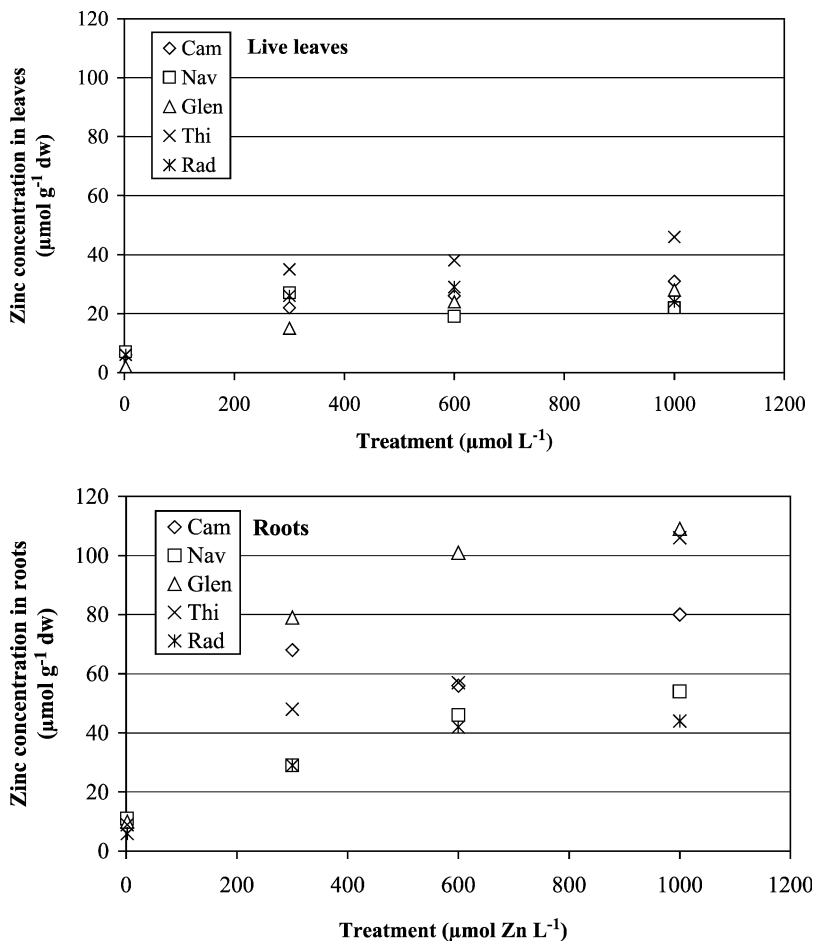 120
100
80
60
40
20
0
Zinc concentration in leaves
(µmol g-1 dw)
Cam
Nav
Glen
Thi
Rad
Live leaves
0 200 400 600 800 1000 1200
Treatment (µmol L-1)
120
100
80
60
40
20
0
Zinc concentration in roots
(µmol g-1 dw)
Cam
Nav
Glen
Thi
Rad
Roots
0 200 400 600 800 1000 1200
Treatment (µmol Zn L-1)